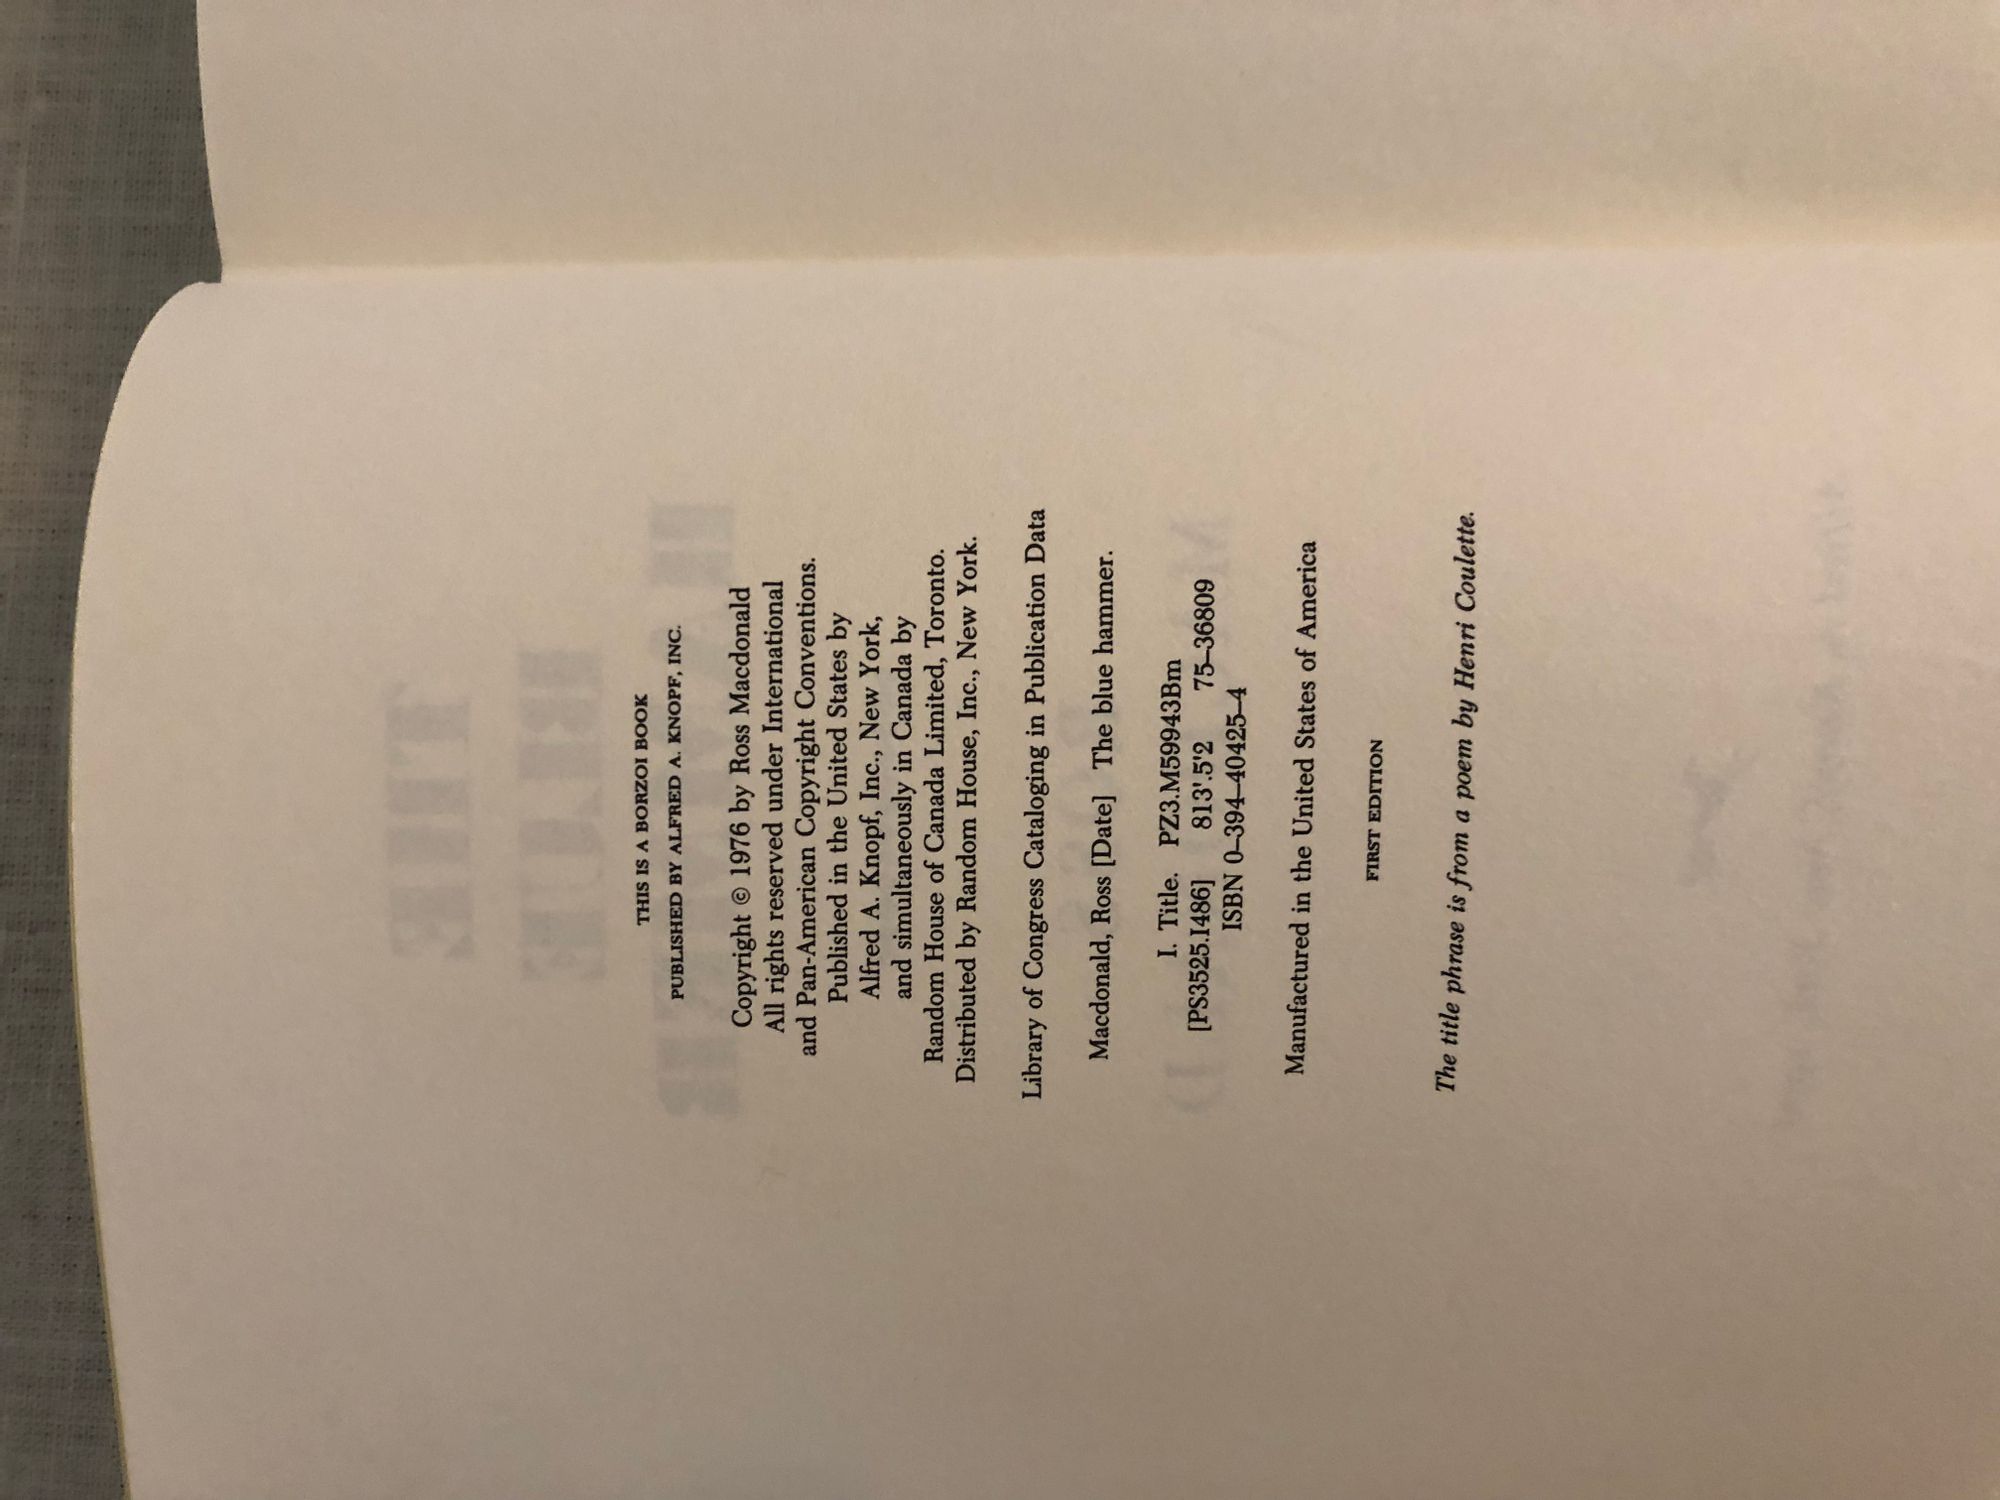 THIS IS A BORZOI BOOK
PUBLISHED BY ALFRED A. KNOPF, INC.
Copyright © 1976 by Ross Macdonald
All rights reserved under International
and Pan-American Copyright Conventions.
Published in the United States by
Alfred A. Knopf, Inc., New York,
and simultaneously in Canada by
Random House of Canada Limited, Toronto.
Distributed by Random House, Inc., New York.
Library of Congress Cataloging in Publication Data
Macdonald, Ross [Date] The blue hammer.
I. Title. PZ3.M59943Bm
[PS3525.I486] 813'.5'2 75–36809
ISBN 0–394–40425–4
Manufactured in the United States of America
FIRST EDITION
The title phrase is from a poem by Henri Coulette.